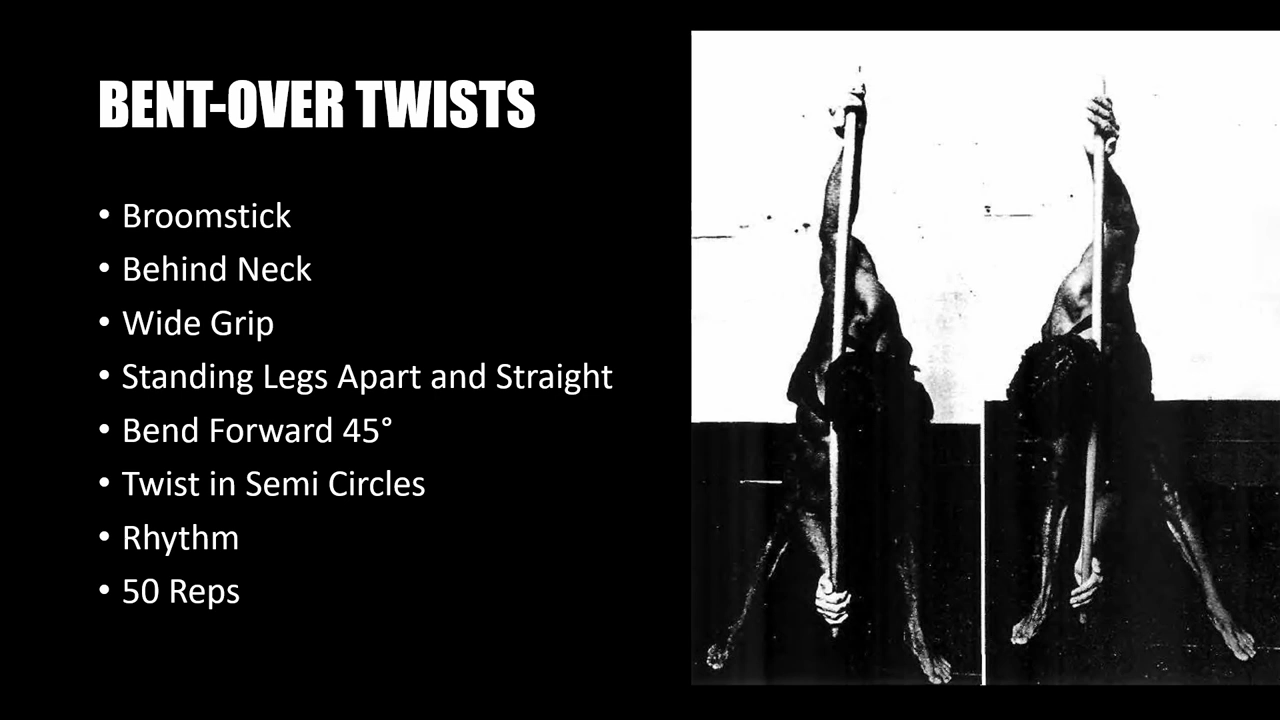 BENT-OVER TWISTS
• Broomstick
• Behind Neck
• Wide Grip
• Standing Legs Apart and Straight
• Bend Forward 45°
• Twist in Semi Circles
• Rhythm
• 50 Reps